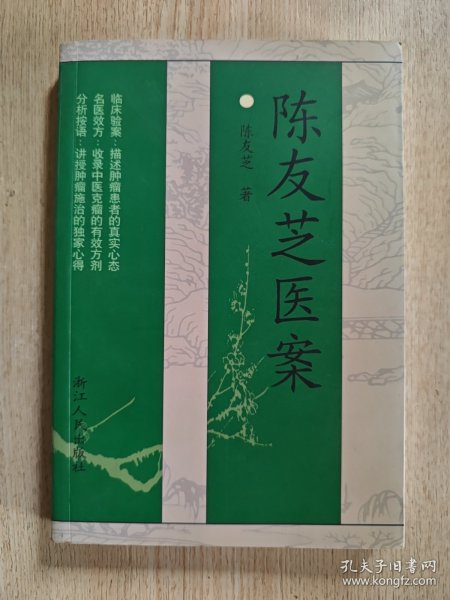 陈友芝医案
陈友芝 著
临床验案：描述肿瘤患者的真实心态
名医效方：收录中医克瘤的有效方剂
分析按语：讲授肿瘤施治的独家心得
浙江人民出版社
孔夫子旧书网
www.kongfz.com